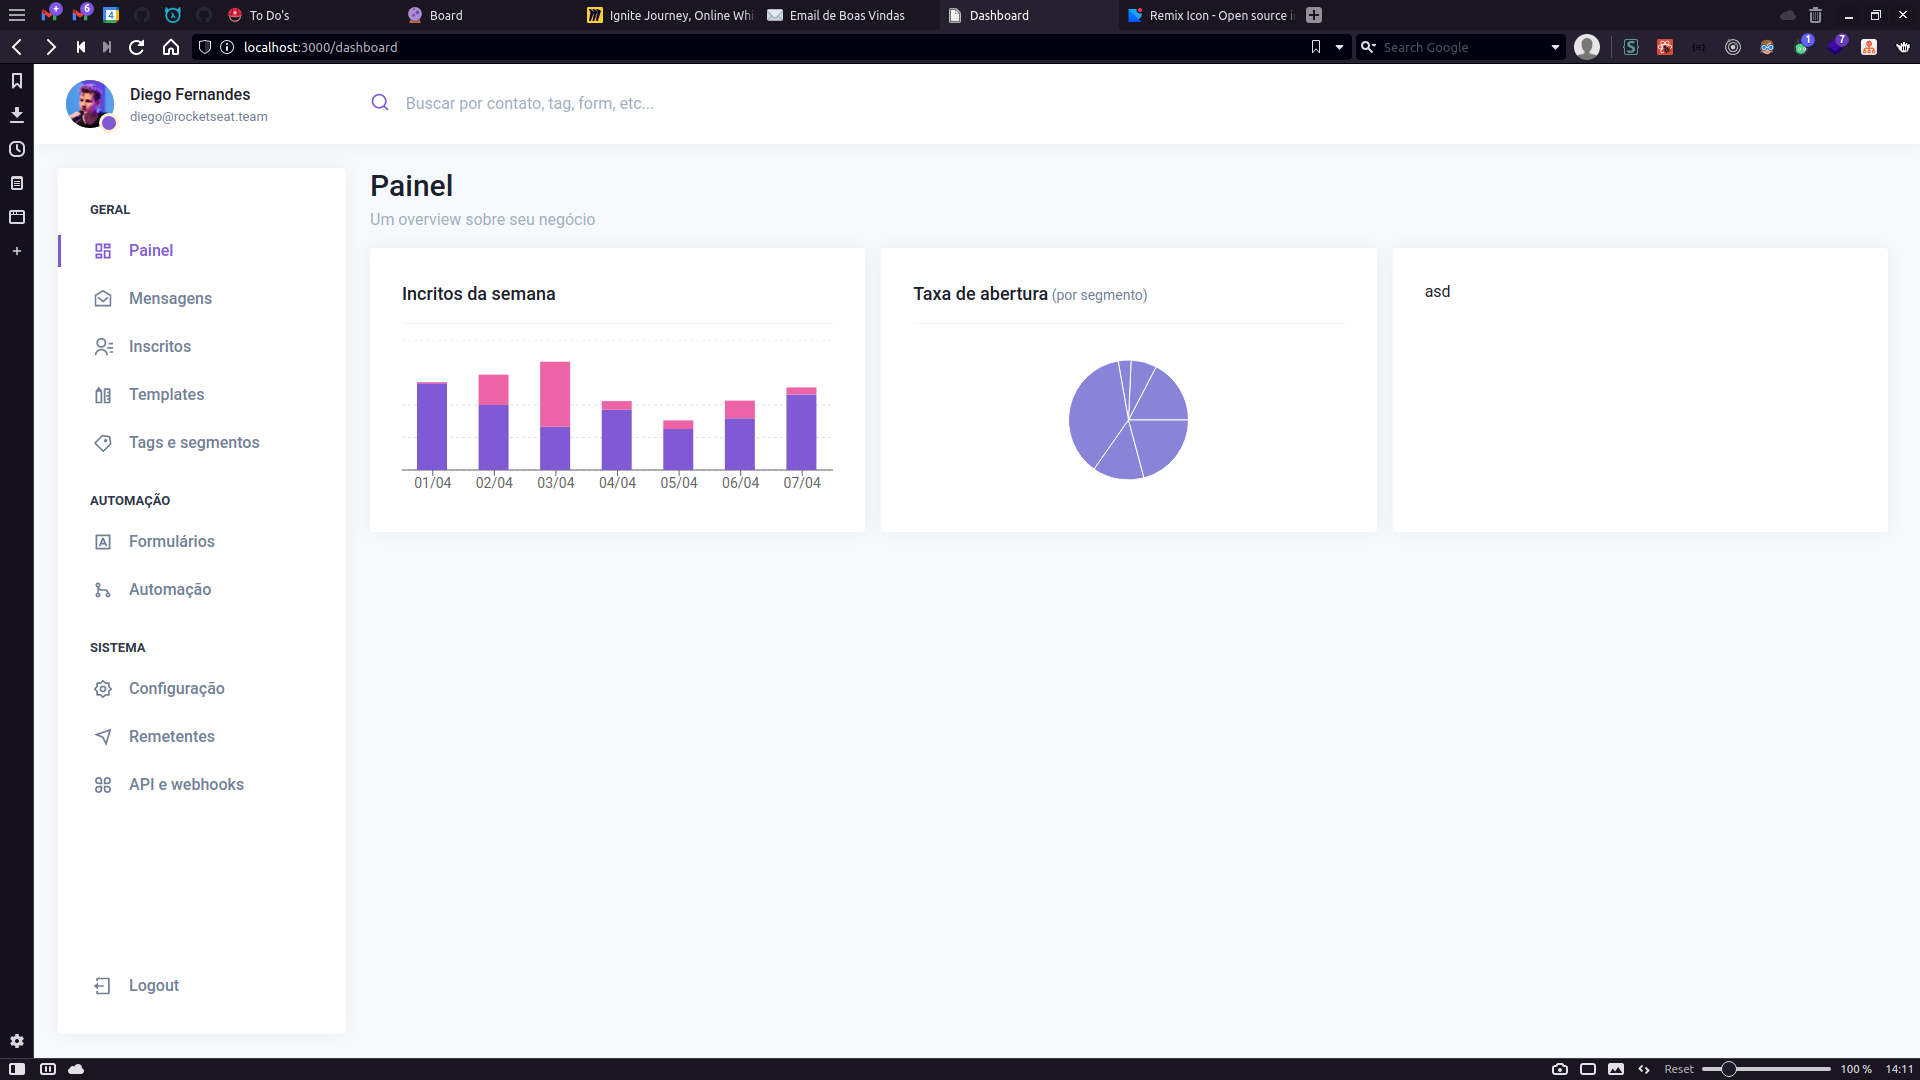 6
4
To Do's
Board
Ignite Journey, Online Whi
Email de Boas Vindas
Dashboard
Remix Icon - Open source i
localhost:3000/dashboard
Search Google
1
7
Diego Fernandes
diego@rocketseat.team
Buscar por contato, tag, form, etc...
GERAL
Painel
Mensagens
Inscritos
Templates
Tags e segmentos
AUTOMAÇÃO
Formulários
Automação
SISTEMA
Configuração
Remetentes
API e webhooks
Logout
Painel
Um overview sobre seu negócio
Incritos da semana
01/04 02/04 03/04 04/04 05/04 06/04 07/04
Taxa de abertura (por segmento)
asd
Reset
100 %
14:11